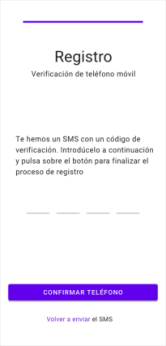 Registro
Verificación de teléfono móvil
Te hemos un SMS con un código de
verificación. Introdúcelo a continuación
y pulsa sobre el botón para finalizar el
proceso de registro
CONFIRMAR TELÉFONO
Volver a enviar el SMS